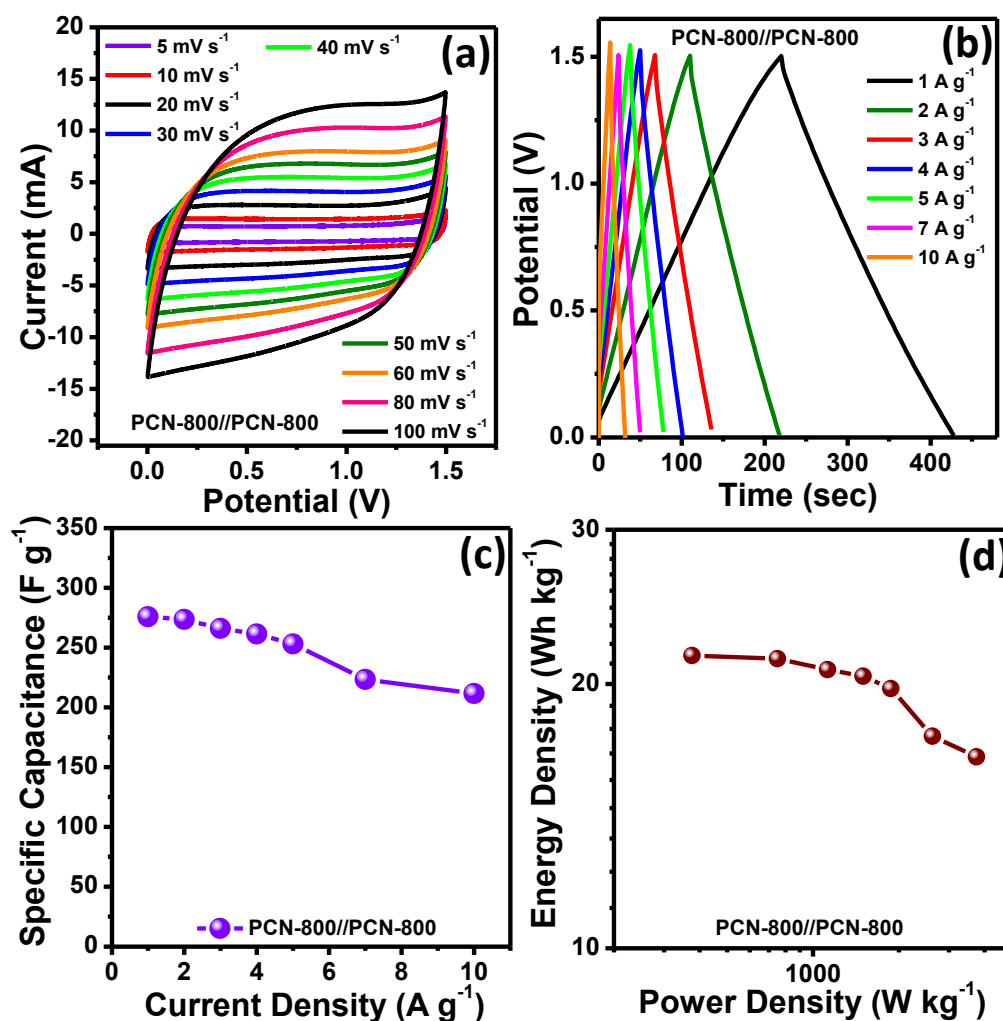 (a)
5 mV s⁻¹
10 mV s⁻¹
20 mV s⁻¹
30 mV s⁻¹
40 mV s⁻¹
50 mV s⁻¹
60 mV s⁻¹
80 mV s⁻¹
100 mV s⁻¹
PCN-800//PCN-800
Current (mA)
20
15
10
5
0
-5
-10
-15
-20
0.0
0.5
1.0
1.5
Potential (V)
(b)
PCN-800//PCN-800
1 A g⁻¹
2 A g⁻¹
3 A g⁻¹
4 A g⁻¹
5 A g⁻¹
7 A g⁻¹
10 A g⁻¹
Potential (V)
1.5
1.0
0.5
0.0
0
100
200
300
400
Time (sec)
(c)
Specific Capacitance (F g⁻¹)
350
300
250
200
150
100
50
0
PCN-800//PCN-800
0
2
4
6
8
10
Current Density (A g⁻¹)
(d)
Energy Density (Wh kg⁻¹)
30
20
10
PCN-800//PCN-800
1000
Power Density (W kg⁻¹)